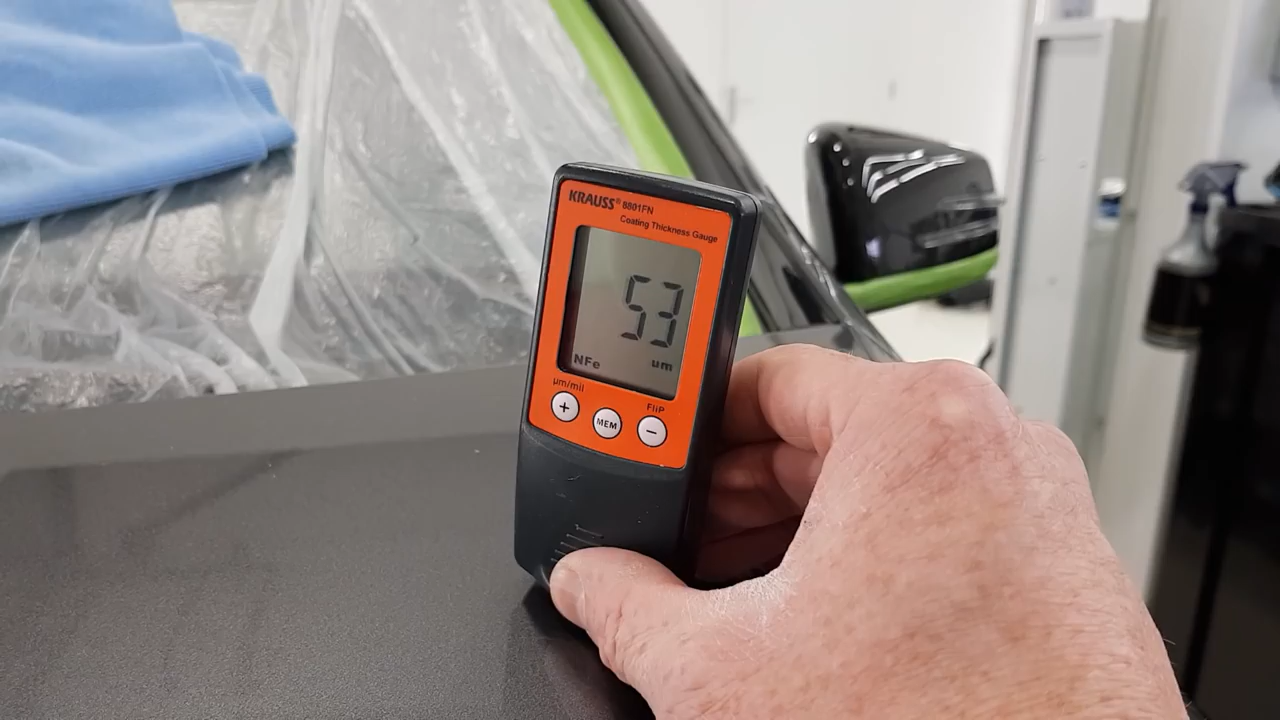 KRAUSS® 8801FN
Coating Thickness Gauge
53
NFe um
µm/mil
FliP
+ MEM −